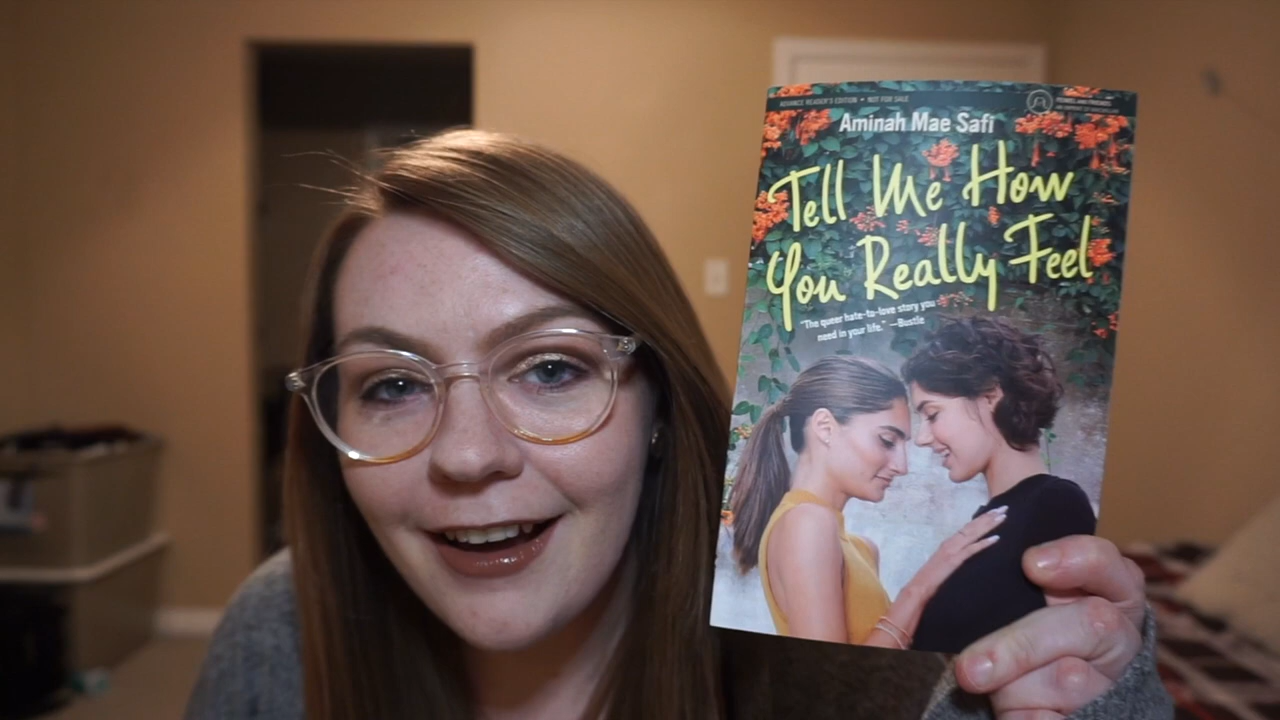 ADVANCE READER'S EDITION • NOT FOR SALE
Aminah Mae Safi
Tell Me How
You Really Feel
"The queer hate-to-love story you
need in your life." —Bustle